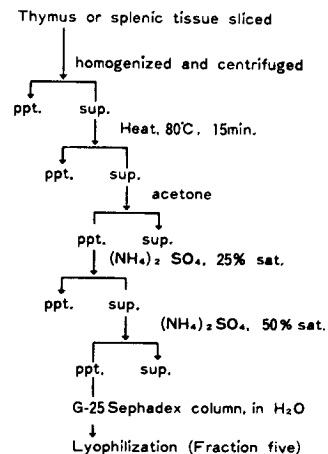 Thymus or splenic tissue sliced
homogenized and centrifuged
ppt. sup.
Heat, 80℃, 15min.
ppt. sup.
acetone
ppt. sup.
(NH₄)₂ SO₄, 25% sat.
ppt. sup.
(NH₄)₂SO₄, 50% sat.
ppt. sup.
G-25 Sephadex column, in H₂O
Lyophilization (Fraction five)